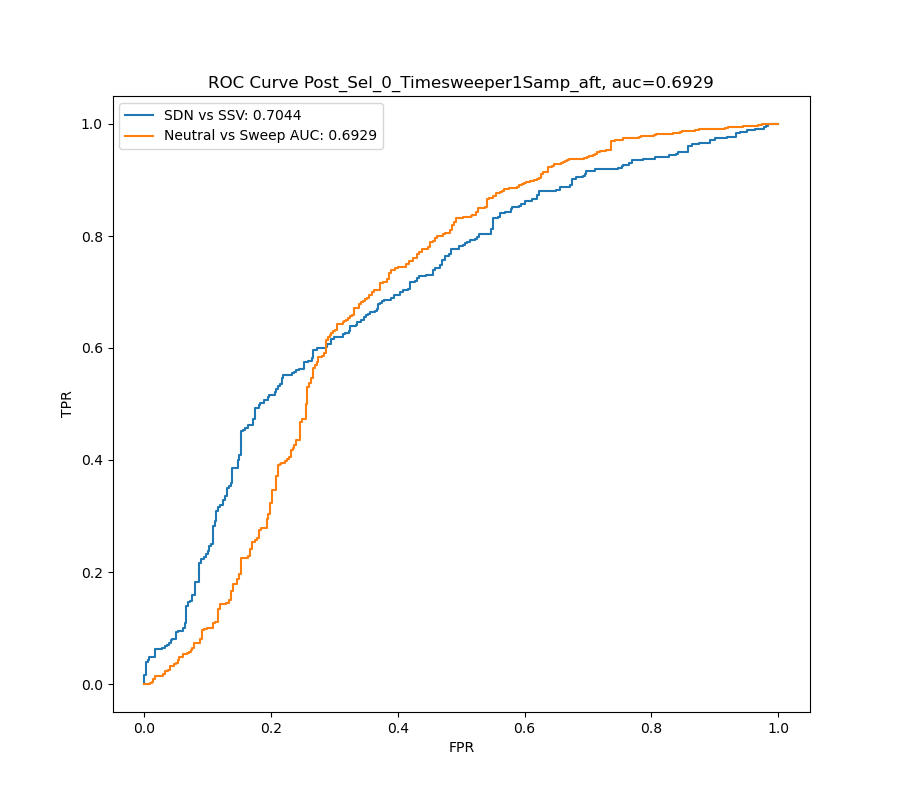 ROC Curve Post_Sel_0_Timesweeper1Samp_aft, auc=0.6929
SDN vs SSV: 0.7044
Neutral vs Sweep AUC: 0.6929
1.0
0.8
0.6
0.4
0.2
0.0
TPR
0.0 0.2 0.4 0.6 0.8 1.0
FPR